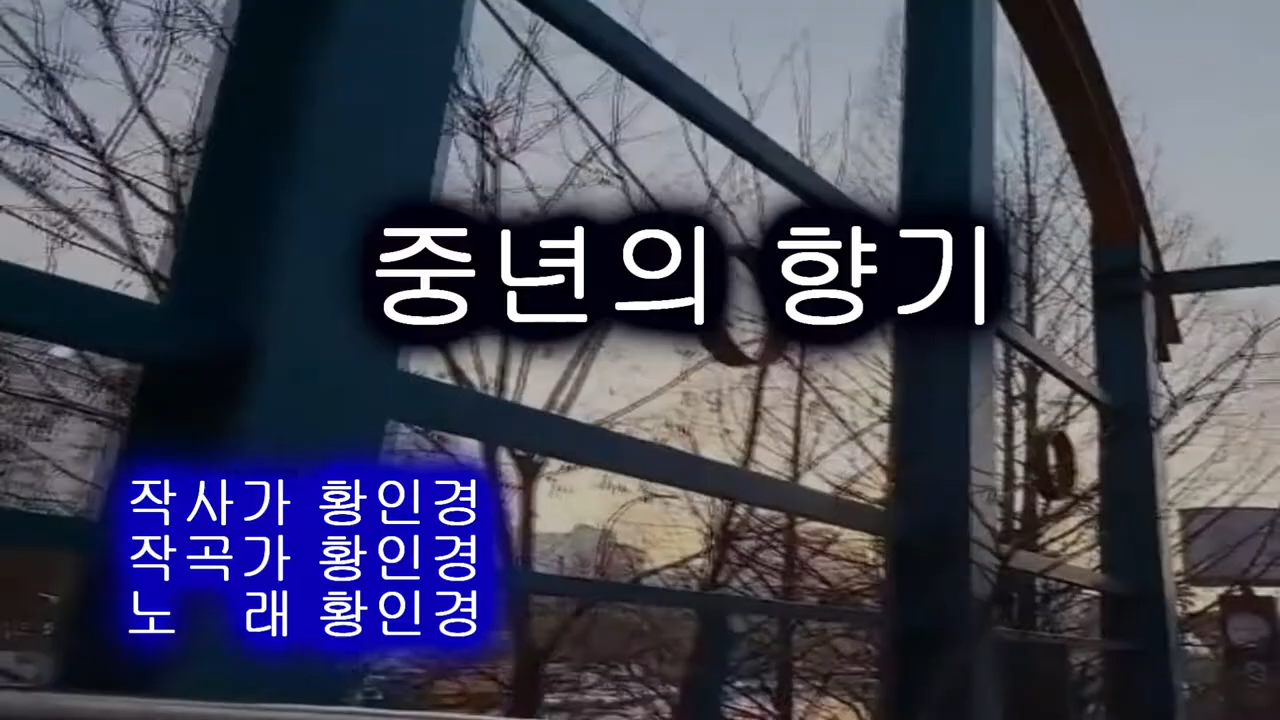 중년의 향기
작사가 황인경
작곡가 황인경
노 래 황인경